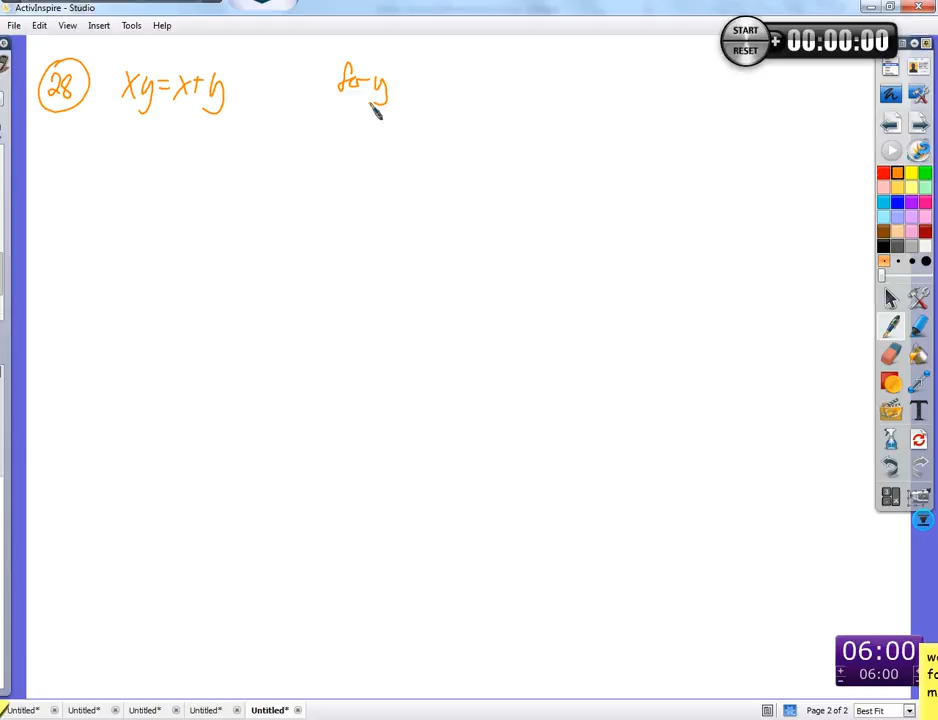 ActivInspire - Studio
File Edit View Insert Tools Help
START
RESET
00:00:00
28 xy=x+y for y
06:00
06:00
Untitled* Untitled* Untitled* Untitled* Untitled*
Page 2 of 2 Best Fit